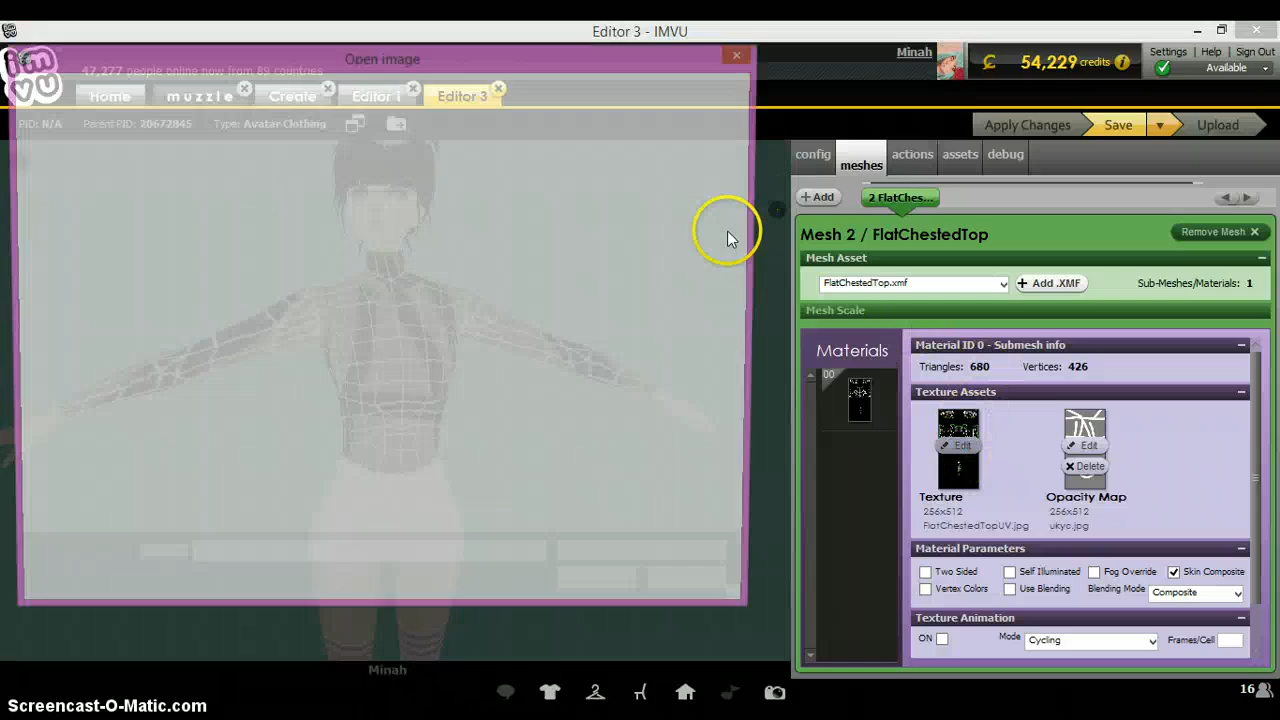 Editor 3 - IMVU
imvu
Open image
47,277 people online now from 89 countries
Minah
54,229 credits
Settings | Help | Sign Out
Available
Home
muzzle
Create
Editor 1
Editor 3
PID: N/A Parent PID: 20672845 Type: Avatar Clothing
Apply Changes
Save
Upload
config
meshes
actions
assets
debug
+ Add
2 FlatChes...
Mesh 2 / FlatChestedTop
Remove Mesh
Mesh Asset
FlatChestedTop.xmf
+ Add .XMF
Sub-Meshes/Materials: 1
Mesh Scale
Materials
00
Material ID 0 - Submesh info
Triangles: 680 Vertices: 426
Texture Assets
Edit
Edit
Delete
Texture
Opacity Map
256x512
256x512
FlatChestedTopUV.jpg
ukyc.jpg
Material Parameters
Two Sided
Self Illuminated
Fog Override
Skin Composite
Vertex Colors
Use Blending
Blending Mode
Composite
Texture Animation
ON
Mode
Cycling
Frames/Cell
Minah
16
Screencast-O-Matic.com